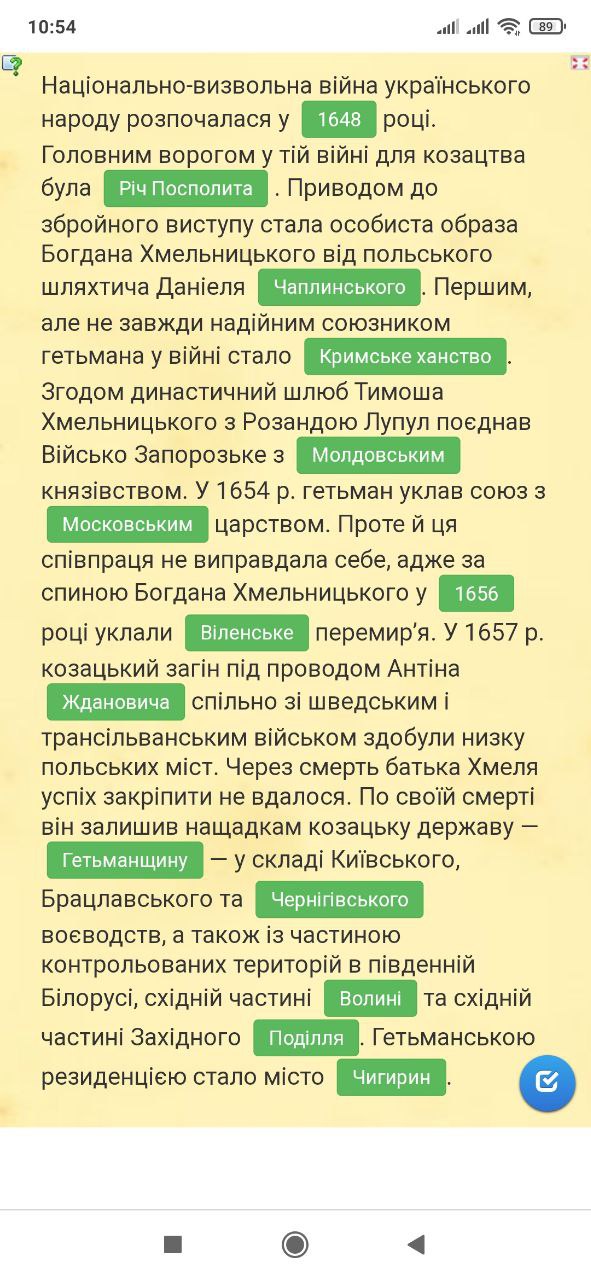 10:54
89
Національно-визвольна війна українського
народу розпочалася у 1648 році.
Головним ворогом у тій війні для козацтва
була Річ Посполита . Приводом до
збройного виступу стала особиста образа
Богдана Хмельницького від польського
шляхтича Даніеля Чаплинського . Першим,
але не завжди надійним союзником
гетьмана у війні стало Кримське ханство .
Згодом династичний шлюб Тимоша
Хмельницького з Розандою Лупул поєднав
Військо Запорозьке з Молдовським
князівством. У 1654 р. гетьман уклав союз з
Московським царством. Проте й ця
співпраця не виправдала себе, адже за
спиною Богдана Хмельницького у 1656
році уклали Віленське перемир’я. У 1657 р.
козацький загін під проводом Антіна
Ждановича спільно зі шведським і
трансільванським військом здобули низку
польських міст. Через смерть батька Хмеля
успіх закріпити не вдалося. По своїй смерті
він залишив нащадкам козацьку державу —
Гетьманщину — у складі Київського,
Брацлавського та Чернігівського
воєводств, а також із частиною
контрольованих територій в південній
Білорусі, східній частині Волині та східній
частині Західного Поділля . Гетьманською
резиденцією стало місто Чигирин .